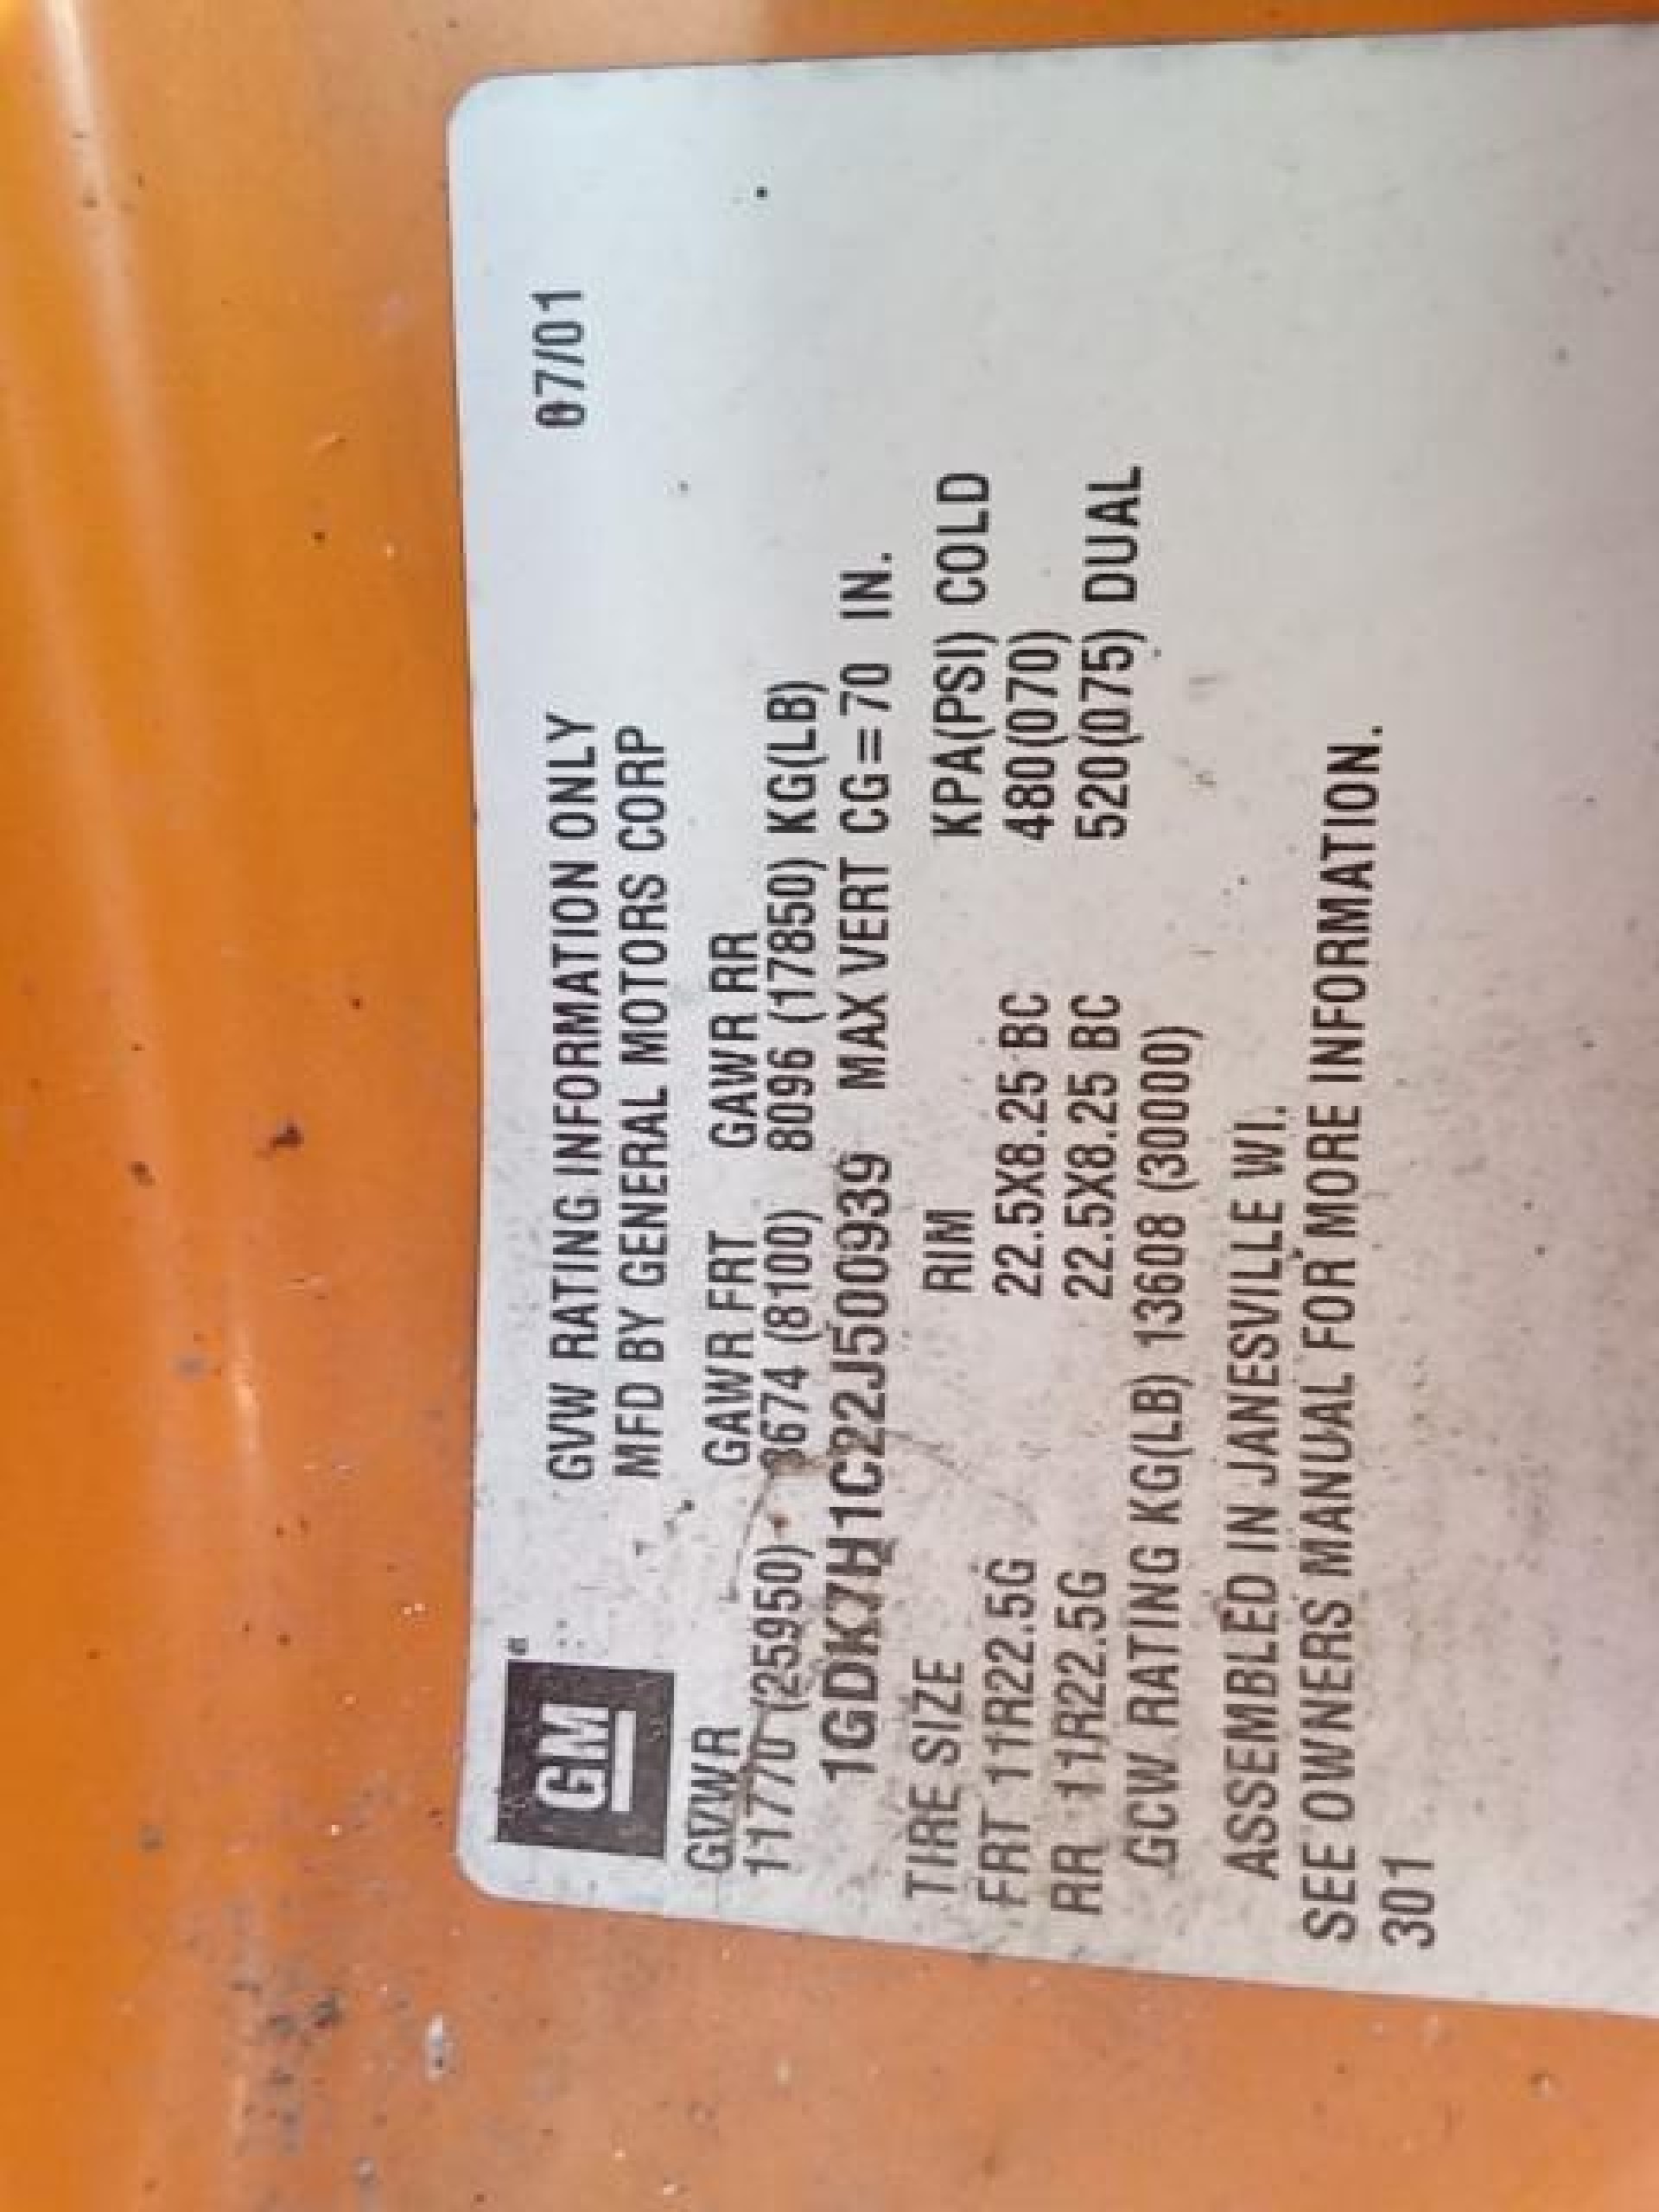 GM
GVW RATING INFORMATION ONLY 07/01
MFD BY GENERAL MOTORS CORP
GVWR GAWR FRT GAWR RR
11770 (25950) 3674 (8100) 8096 (17850) KG(LB)
1GDK7H1C22J500939 MAX VERT CG=70 IN.
TIRE SIZE RIM KPA(PSI) COLD
FRT 11R22.5G 22.5X8.25 BC 480(070)
RR 11R22.5G 22.5X8.25 BC 520(075) DUAL
GCW RATING KG(LB) 13608 (30000)
ASSEMBLED IN JANESVILLE WI.
SEE OWNERS MANUAL FOR MORE INFORMATION.
301